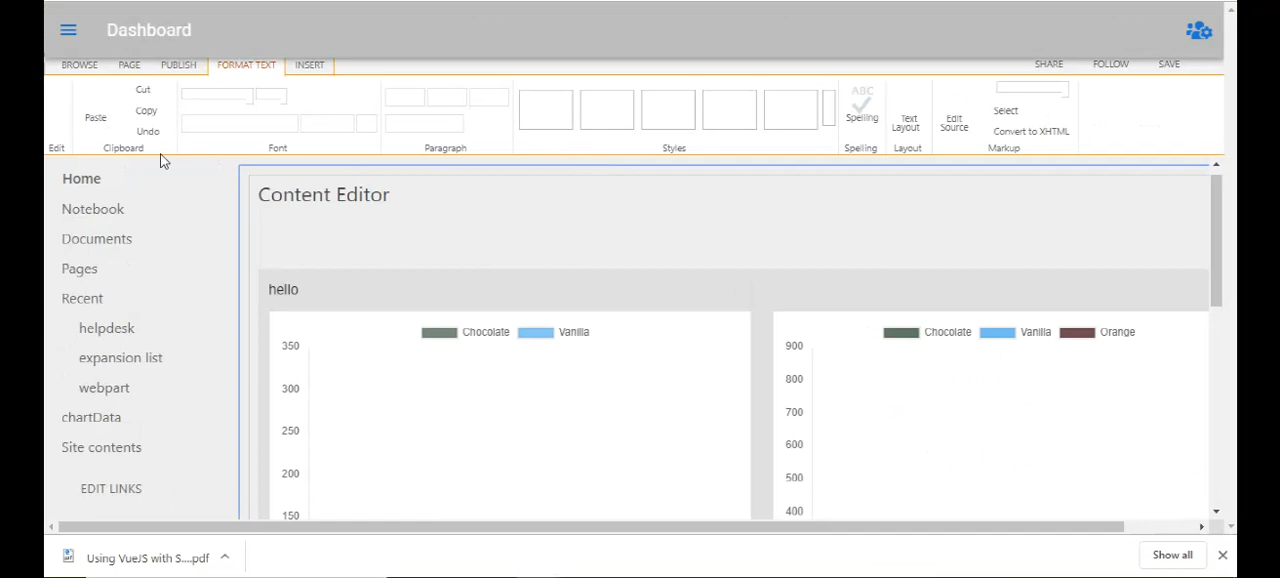 Dashboard
BROWSE PAGE PUBLISH FORMAT TEXT INSERT SHARE FOLLOW SAVE
Cut
Paste Copy Undo
ABC
Spelling
Text Layout
Edit Source
Select
Convert to XHTML
Edit Clipboard Font Paragraph Styles Spelling Layout Markup
Home
Notebook
Documents
Pages
Recent
helpdesk
expansion list
webpart
chartData
Site contents
EDIT LINKS
Content Editor
hello
Chocolate Vanilla
350
300
250
200
150
Chocolate Vanilla Orange
900
800
700
600
500
400
Using VueJS with S....pdf
Show all